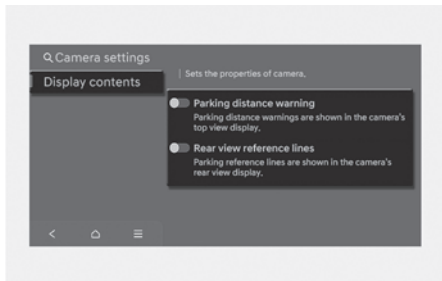 Camera settings
Display contents
Sets the properties of camera.
Parking distance warning
Parking distance warnings are shown in the camera's
top view display.
Rear view reference lines
Parking reference lines are shown in the camera's
rear view display.